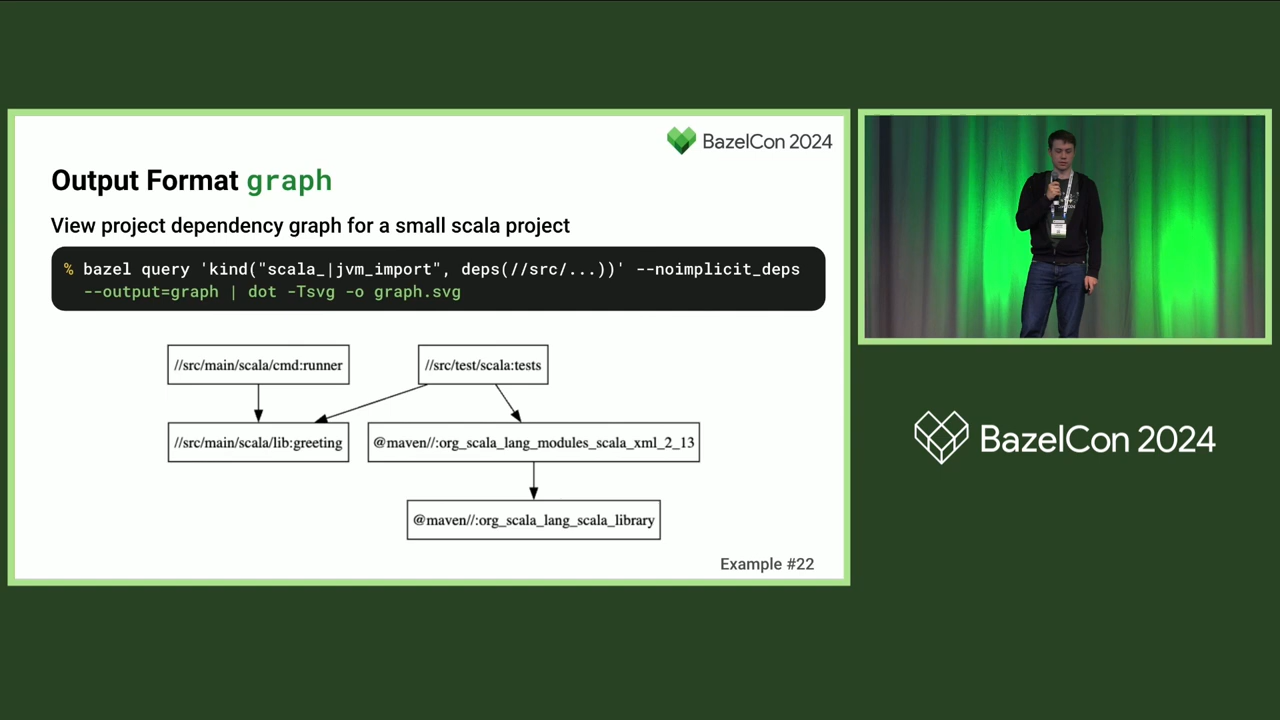 BazelCon 2024
Output Format graph
View project dependency graph for a small scala project
% bazel query 'kind("scala_|jvm_import", deps(//src/...))' --noimplicit_deps
--output=graph | dot -Tsvg -o graph.svg
//src/main/scala/cmd:runner
//src/test/scala:tests
//src/main/scala/lib:greeting
@maven//:org_scala_lang_modules_scala_xml_2_13
@maven//:org_scala_lang_scala_library
Example #22
BazelCon 2024